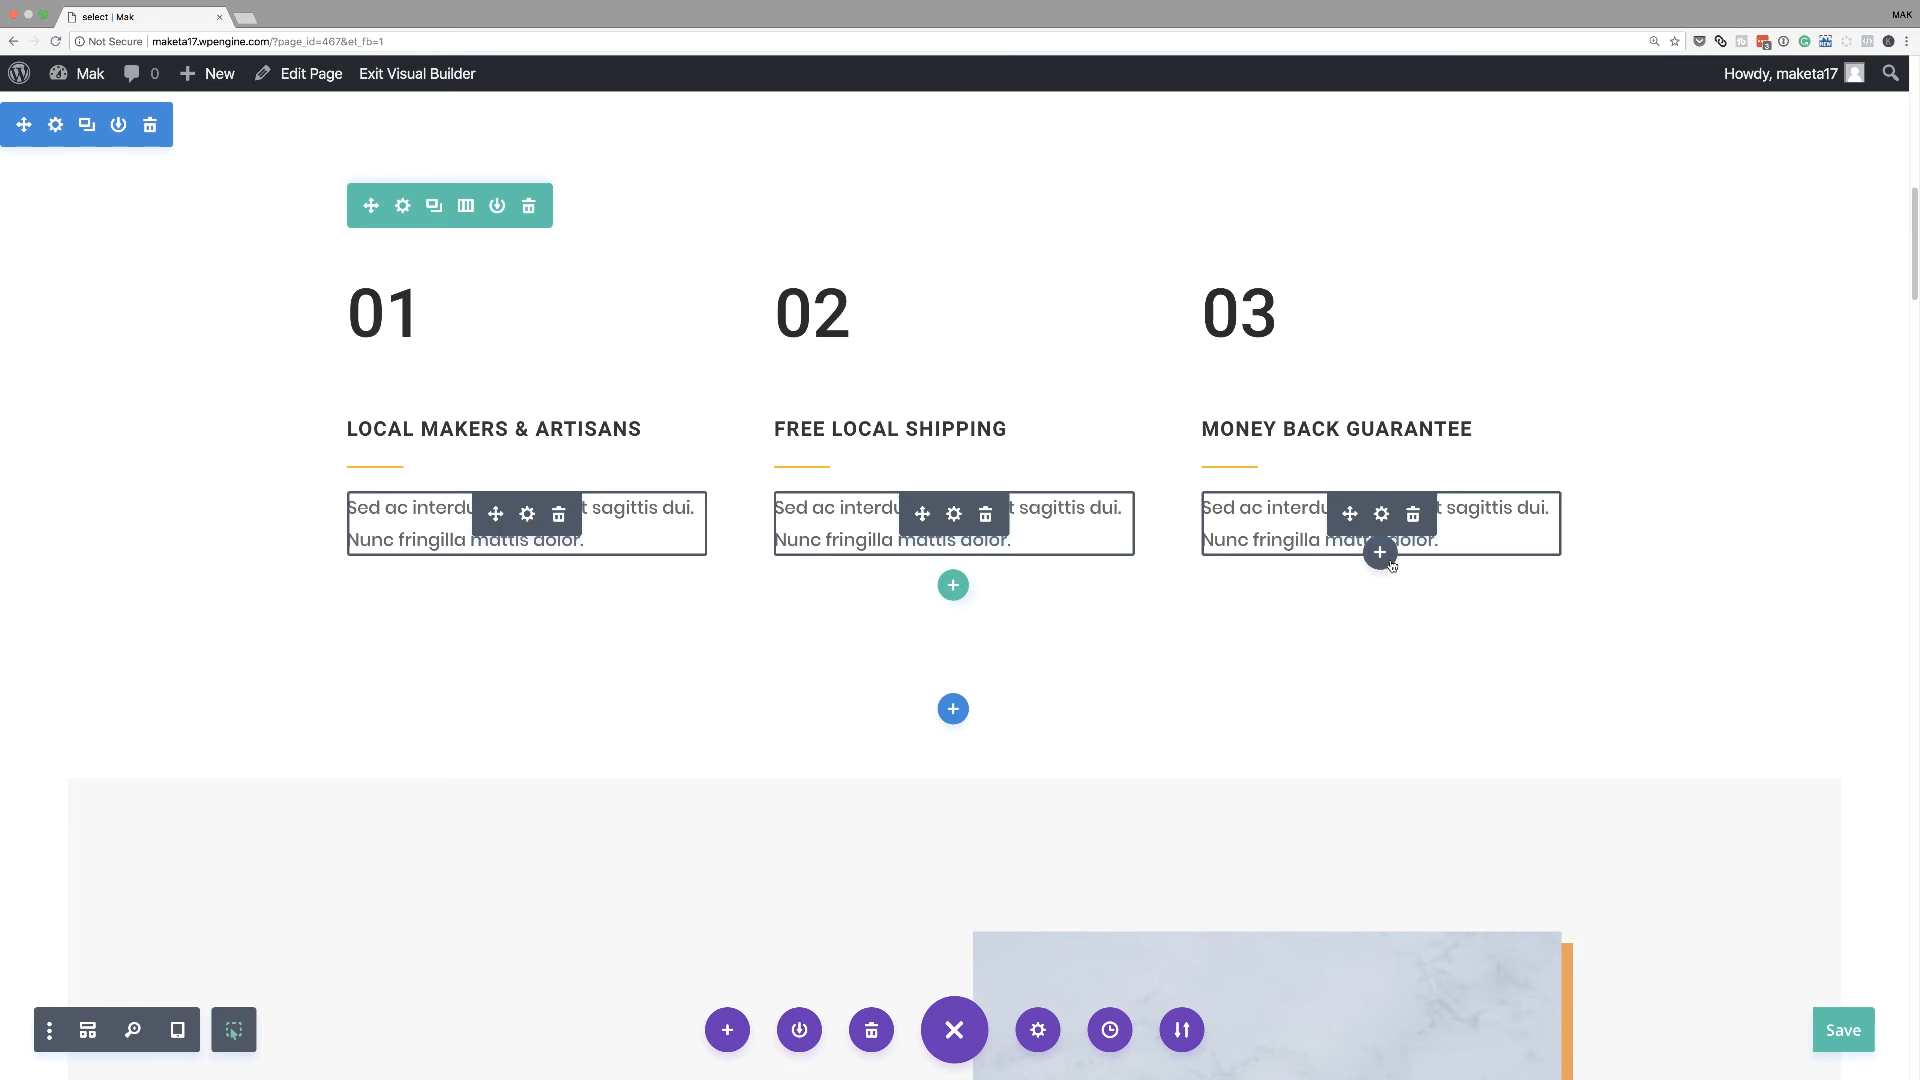 select | Mak
MAK
Not Secure | maketa17.wpengine.com/?page_id=467&et_fb=1
Mak 0 New Edit Page Exit Visual Builder Howdy, maketa17
01 02 03
LOCAL MAKERS & ARTISANS FREE LOCAL SHIPPING MONEY BACK GUARANTEE
Sed ac interdu t sagittis dui. Sed ac interdu t sagittis dui. Sed ac interdu t sagittis dui.
Nunc fringilla mattis dolor. Nunc fringilla mattis dolor. Nunc fringilla matt dolor.
Save